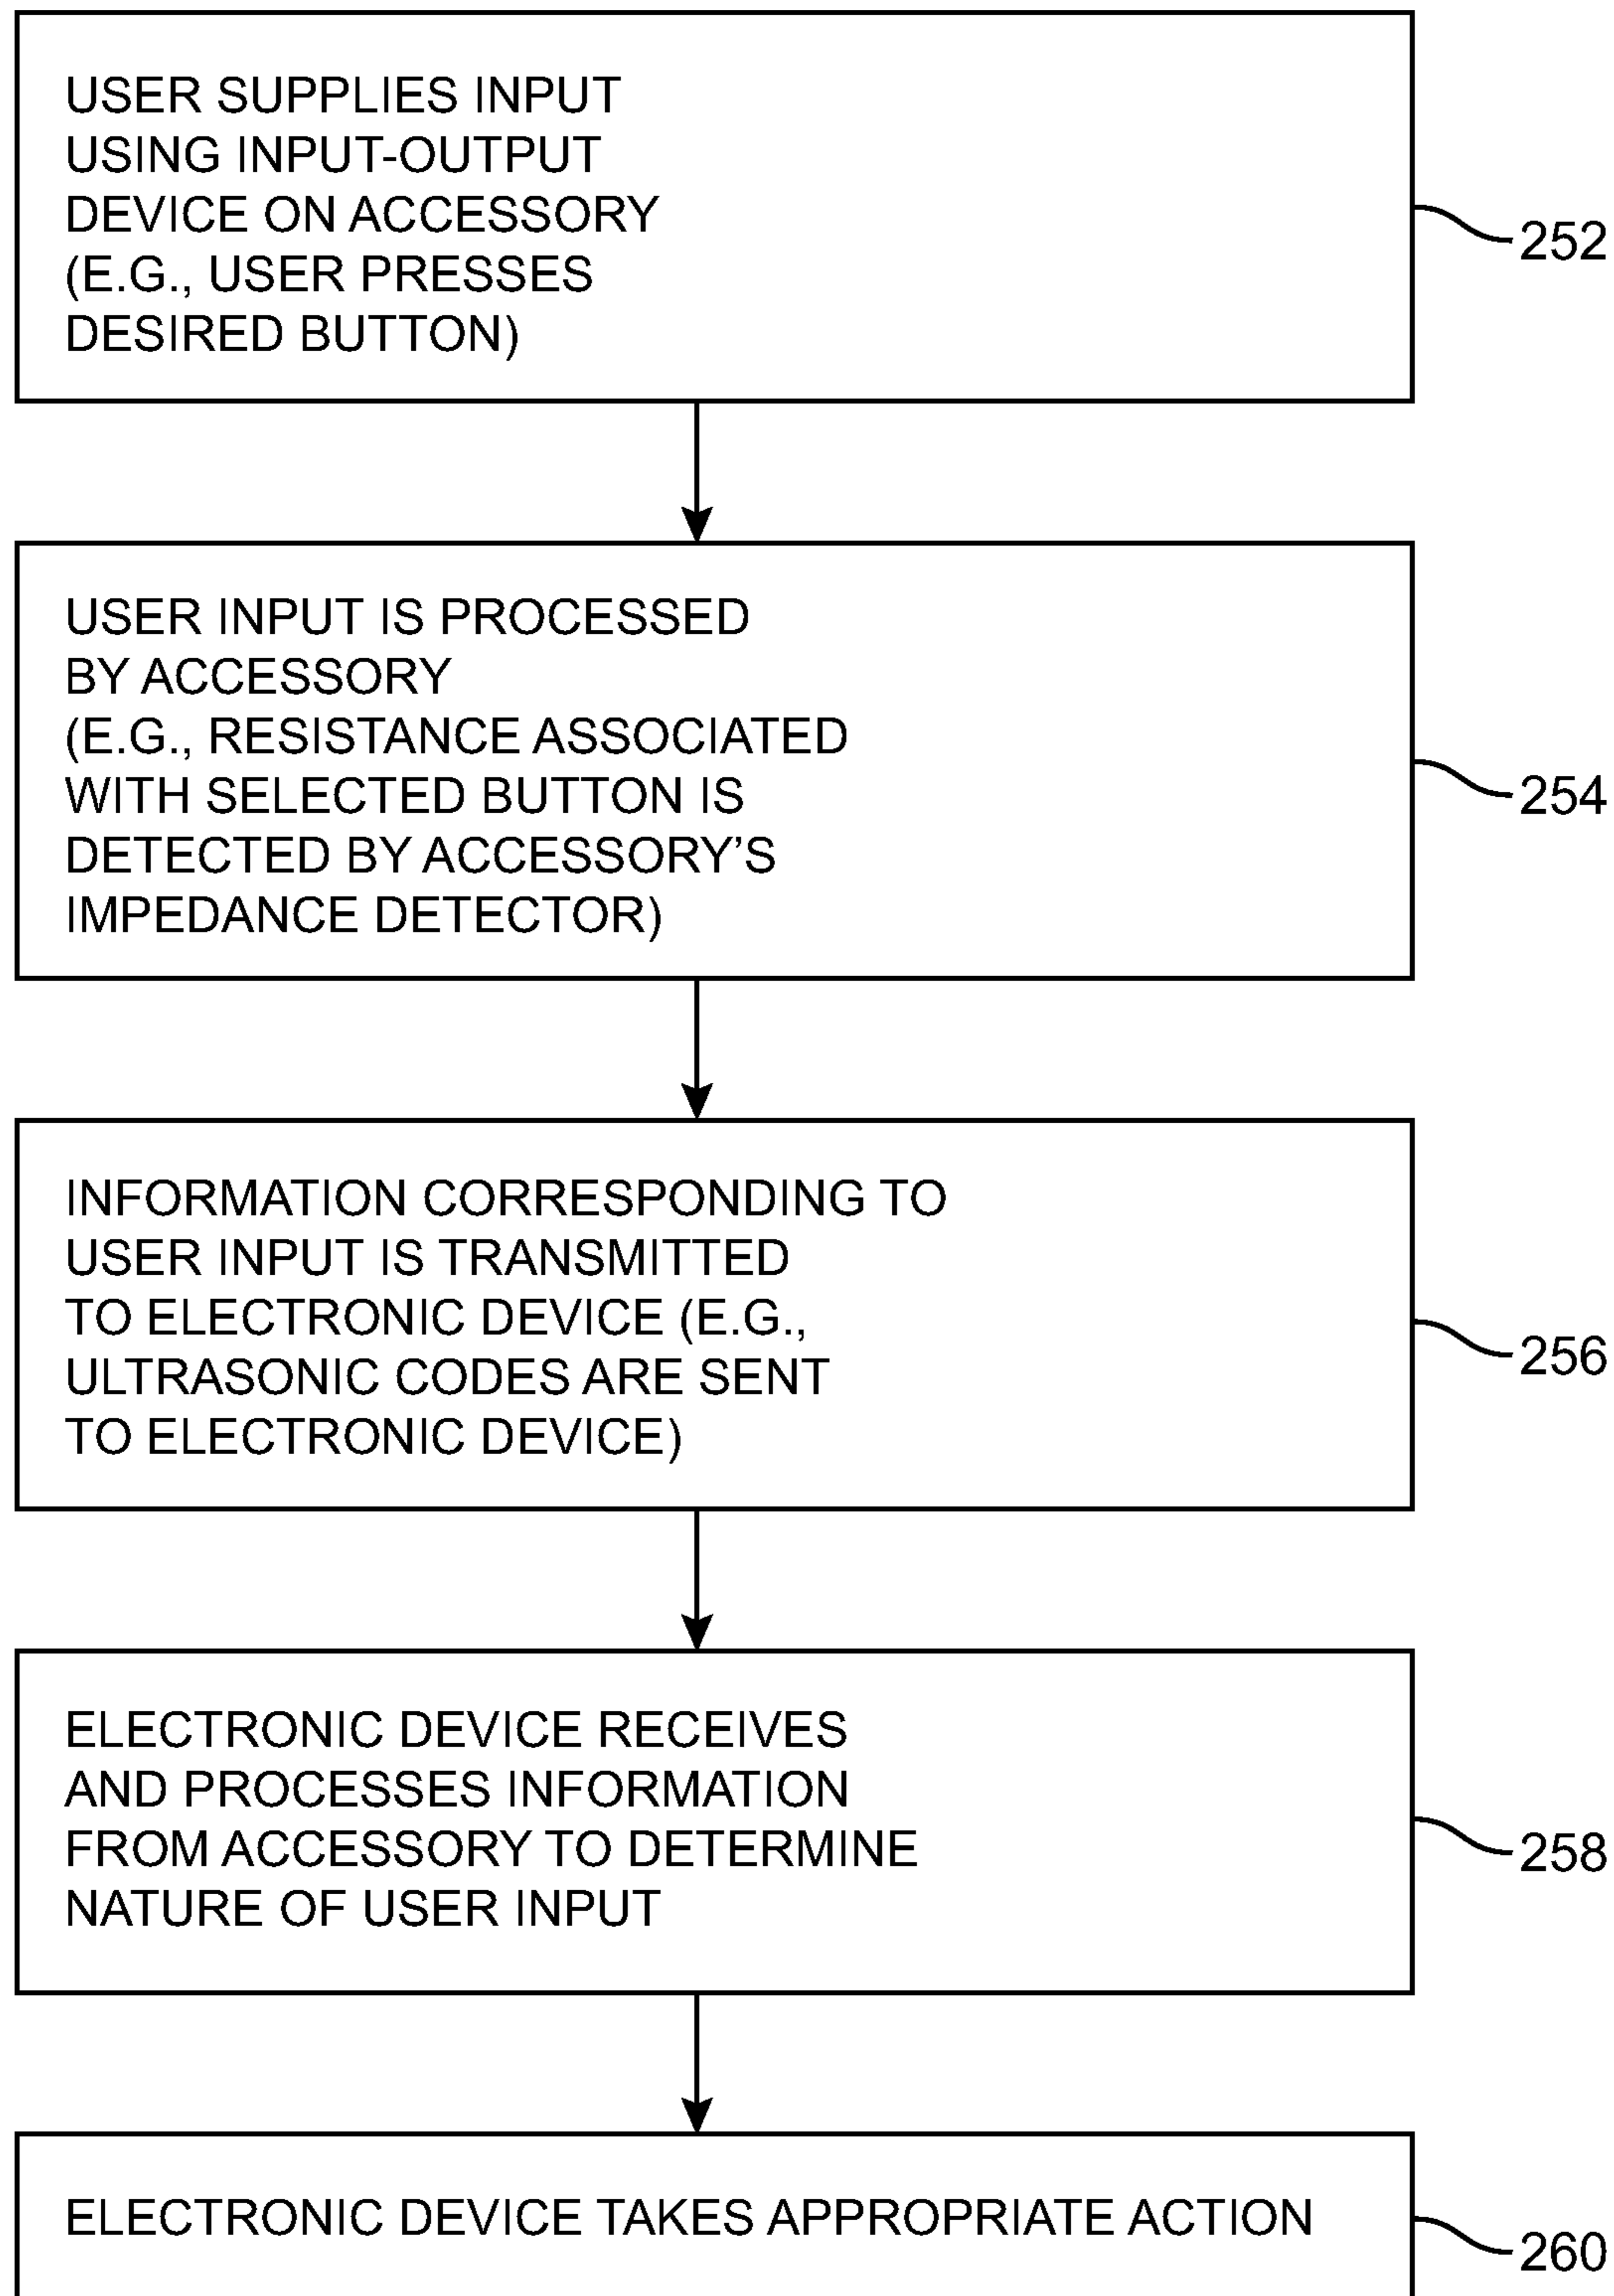 USER SUPPLIES INPUT
USING INPUT-OUTPUT
DEVICE ON ACCESSORY
(E.G., USER PRESSES
DESIRED BUTTON)
252
USER INPUT IS PROCESSED
BY ACCESSORY
(E.G., RESISTANCE ASSOCIATED
WITH SELECTED BUTTON IS
DETECTED BY ACCESSORY’S
IMPEDANCE DETECTOR)
254
INFORMATION CORRESPONDING TO
USER INPUT IS TRANSMITTED
TO ELECTRONIC DEVICE (E.G.,
ULTRASONIC CODES ARE SENT
TO ELECTRONIC DEVICE)
256
ELECTRONIC DEVICE RECEIVES
AND PROCESSES INFORMATION
FROM ACCESSORY TO DETERMINE
NATURE OF USER INPUT
258
ELECTRONIC DEVICE TAKES APPROPRIATE ACTION
260